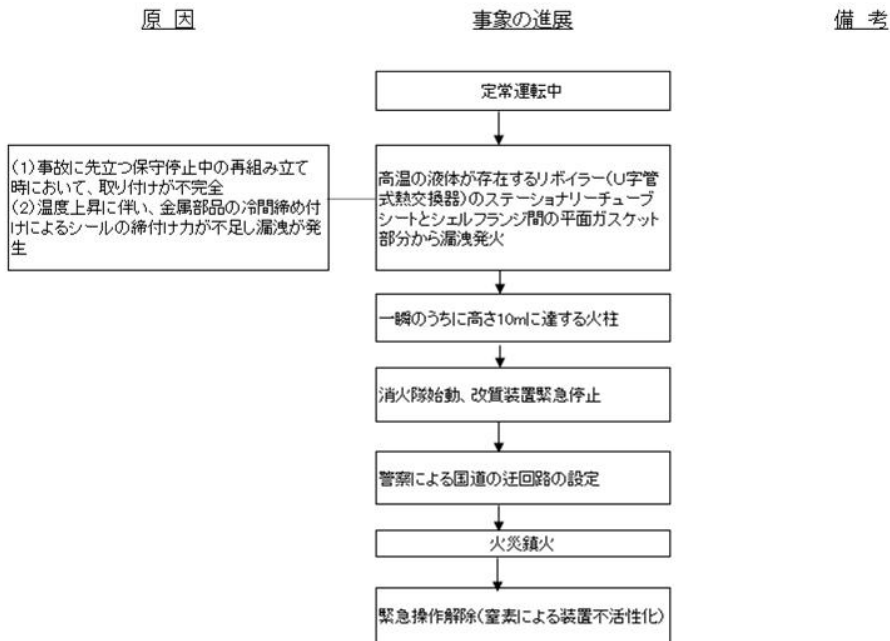 原 因
事象の進展
備 考
定常運転中
(1)事故に先立つ保守停止中の再組み立て
時において、取り付けが不完全
(2)温度上昇に伴い、金属部品の冷間締め付
けによるシールの締付け力が不足し漏洩が発
生
高温の液体が存在するリボイラー(U字管
式熱交換器)のステーショナリーチューブ
シートとシェルフランジ間の平面ガスケット
部分から漏洩発火
一瞬のうちに高さ10mに達する火柱
消火隊始動、改質装置緊急停止
警察による国道の迂回路の設定
火災鎮火
緊急操作解除(窒素による装置不活性化)